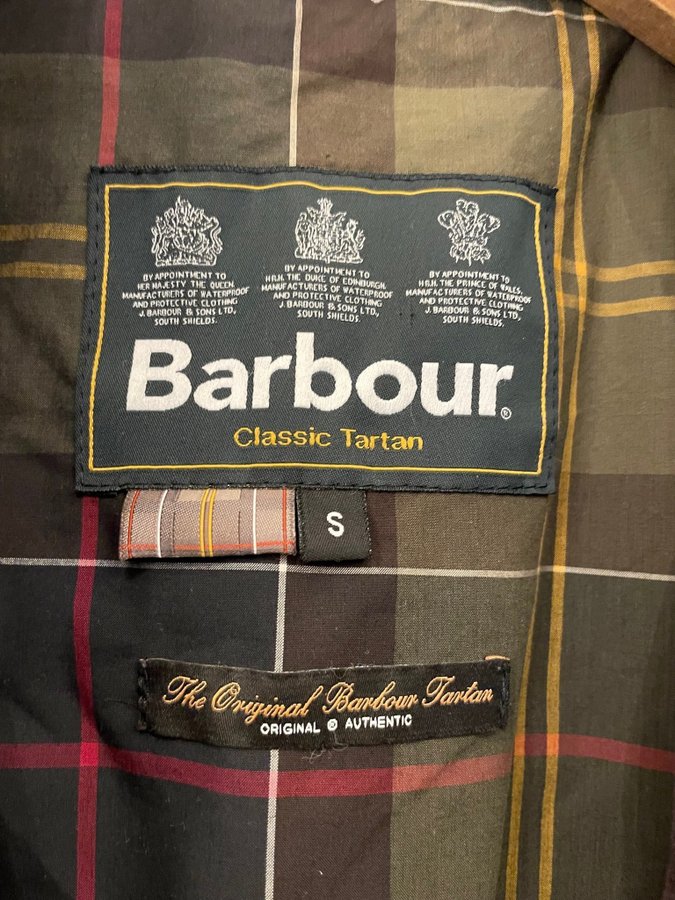 BY APPOINTMENT TO
HER MAJESTY THE QUEEN
MANUFACTURERS OF WATERPROOF
AND PROTECTIVE CLOTHING
J. BARBOUR & SONS LTD,
SOUTH SHIELDS.
BY APPOINTMENT TO
H.R.H. THE DUKE OF EDINBURGH
MANUFACTURERS OF WATERPROOF
AND PROTECTIVE CLOTHING
J. BARBOUR & SONS LTD,
SOUTH SHIELDS.
BY APPOINTMENT TO
H.R.H. THE PRINCE OF WALES,
MANUFACTURERS OF WATERPROOF
AND PROTECTIVE CLOTHING
J. BARBOUR & SONS LTD,
SOUTH SHIELDS.
Barbour®
Classic Tartan
S
The Original Barbour Tartan
ORIGINAL ® AUTHENTIC